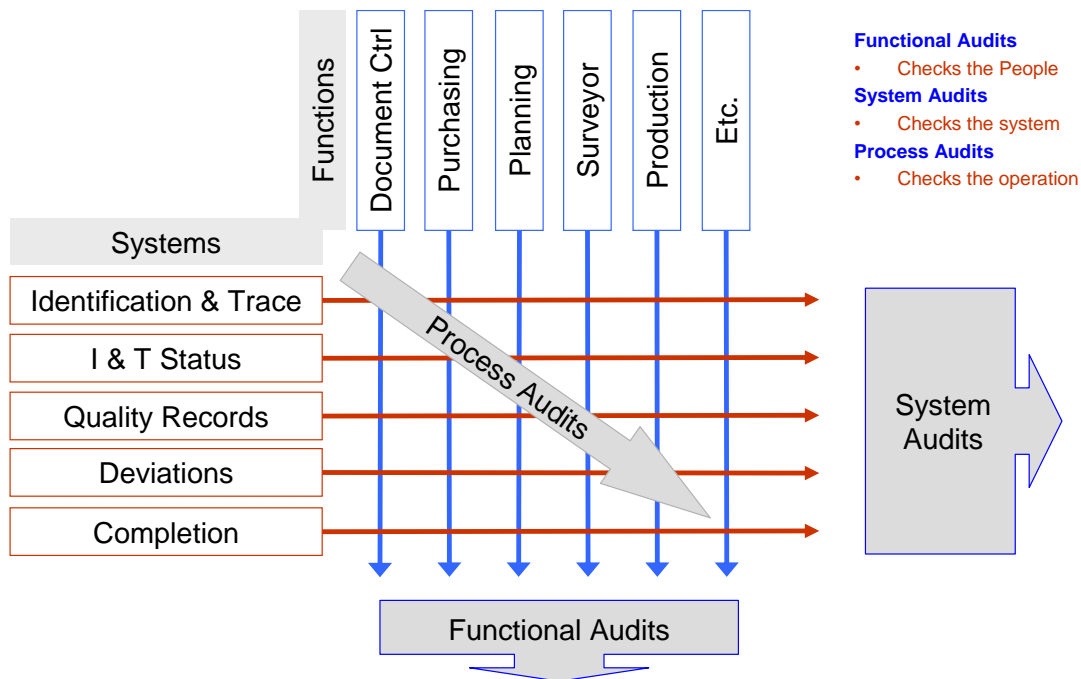 Functions
Document Ctrl
Purchasing
Planning
Surveyor
Production
Etc.
Functional Audits
• Checks the People
System Audits
• Checks the system
Process Audits
• Checks the operation
Systems
Identification & Trace
I & T Status
Quality Records
Deviations
Completion
Process Audits
System
Audits
Functional Audits